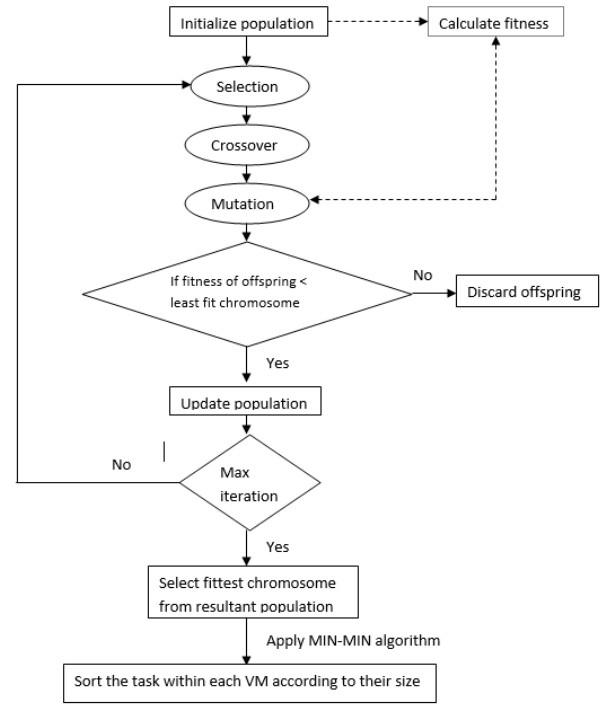 Initialize population
Calculate fitness
Selection
Crossover
Mutation
If fitness of offspring <
least fit chromosome
No
Discard offspring
Yes
Update population
No
Max
iteration
Yes
Select fittest chromosome
from resultant population
Apply MIN-MIN algorithm
Sort the task within each VM according to their size